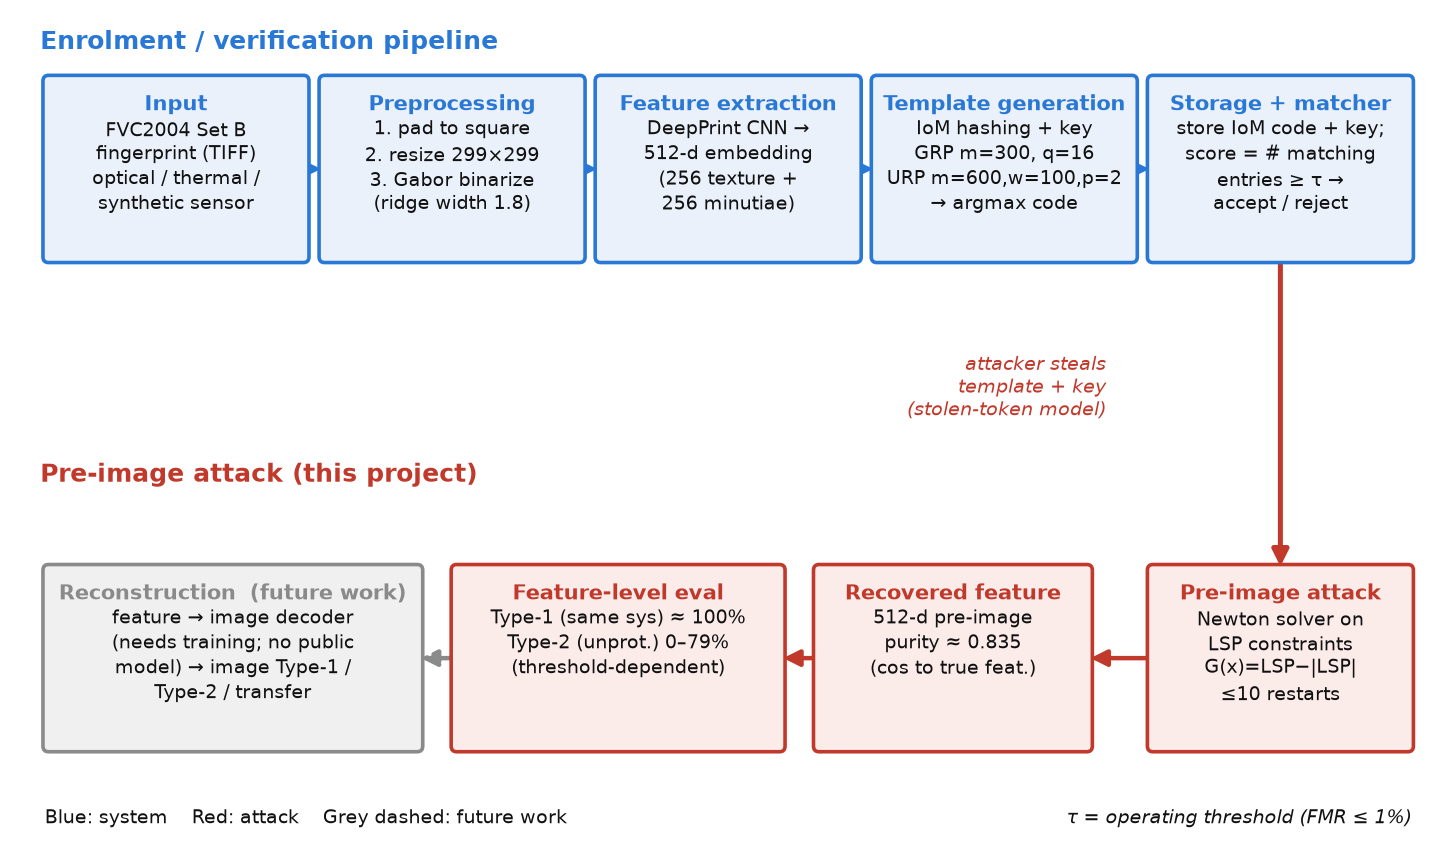 Enrolment / verification pipeline
Input
FVC2004 Set B
fingerprint (TIFF)
optical / thermal /
synthetic sensor
Preprocessing
1. pad to square
2. resize 299×299
3. Gabor binarize
(ridge width 1.8)
Feature extraction
DeepPrint CNN →
512-d embedding
(256 texture +
256 minutiae)
Template generation
IoM hashing + key
GRP m=300, q=16
URP m=600,w=100,p=2
→ argmax code
Storage + matcher
store IoM code + key;
score = # matching
entries ≥ τ →
accept / reject
attacker steals
template + key
(stolen-token model)
Pre-image attack (this project)
Reconstruction  (future work)
feature → image decoder
(needs training; no public
model) → image Type-1 /
Type-2 / transfer
Feature-level eval
Type-1 (same sys) ≈ 100%
Type-2 (unprot.) 0–79%
(threshold-dependent)
Recovered feature
512-d pre-image
purity ≈ 0.835
(cos to true feat.)
Pre-image attack
Newton solver on
LSP constraints
G(x)=LSP−|LSP|
≤10 restarts
Blue: system    Red: attack    Grey dashed: future work
τ = operating threshold (FMR ≤ 1%)